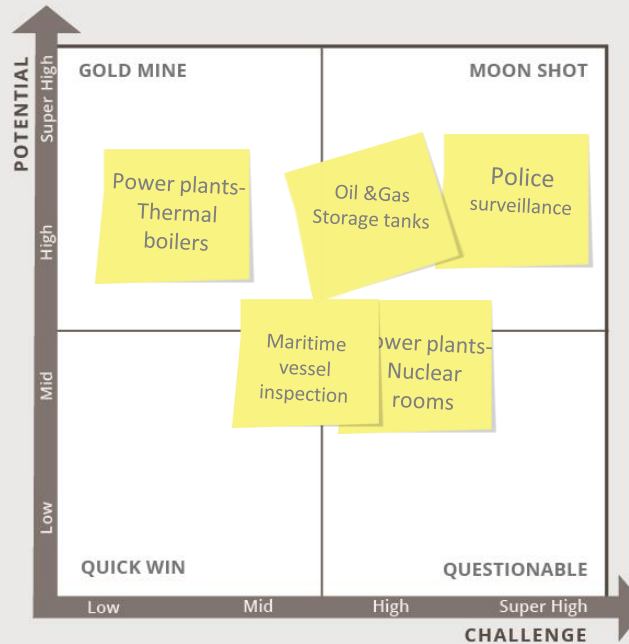 POTENTIAL
Super High
High
Mid
Low
GOLD MINE
MOON SHOT
Power plants-
Thermal
boilers
Oil &Gas
Storage tanks
Police
surveillance
Maritime
vessel
inspection
ower plants-
Nuclear
rooms
QUICK WIN
QUESTIONABLE
Low
Mid
High
Super High
CHALLENGE